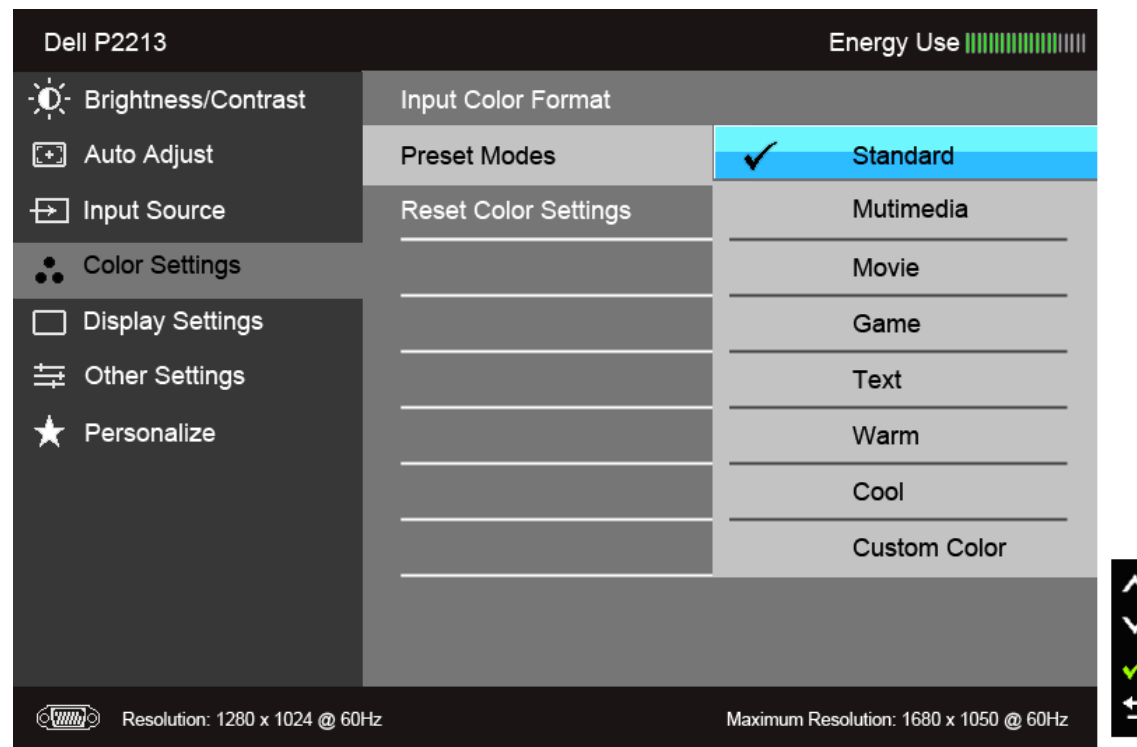 Dell P2213 Energy Use
Brightness/Contrast Input Color Format
Auto Adjust Preset Modes Standard
Input Source Reset Color Settings Mutimedia
Color Settings Movie
Display Settings Game
Other Settings Text
Personalize Warm
Cool
Custom Color
Resolution: 1280 x 1024 @ 60Hz Maximum Resolution: 1680 x 1050 @ 60Hz